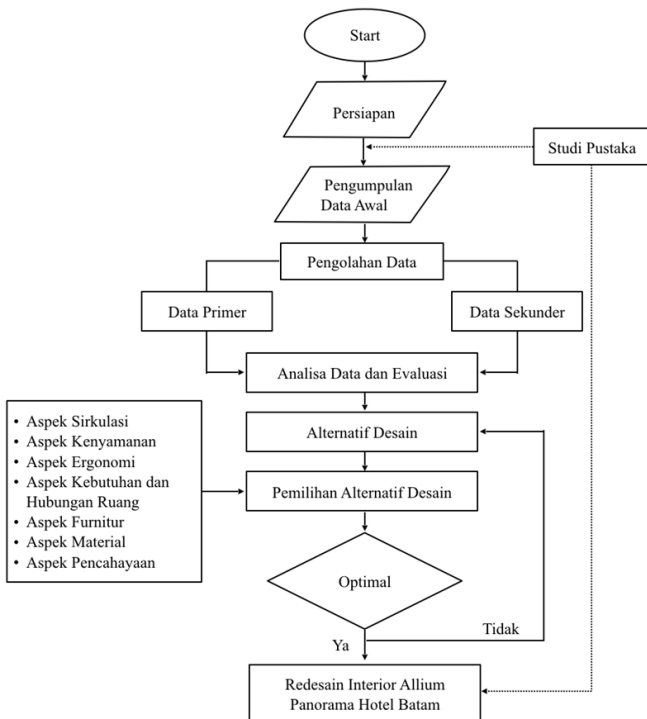 Start
Persiapan
Studi Pustaka
Pengumpulan
Data Awal
Pengolahan Data
Data Primer
Data Sekunder
Analisa Data dan Evaluasi
• Aspek Sirkulasi
• Aspek Kenyamanan
• Aspek Ergonomi
• Aspek Kebutuhan dan
Hubungan Ruang
• Aspek Furnitur
• Aspek Material
• Aspek Pencahayaan
Alternatif Desain
Pemilihan Alternatif Desain
Optimal
Tidak
Ya
Redesain Interior Allium
Panorama Hotel Batam